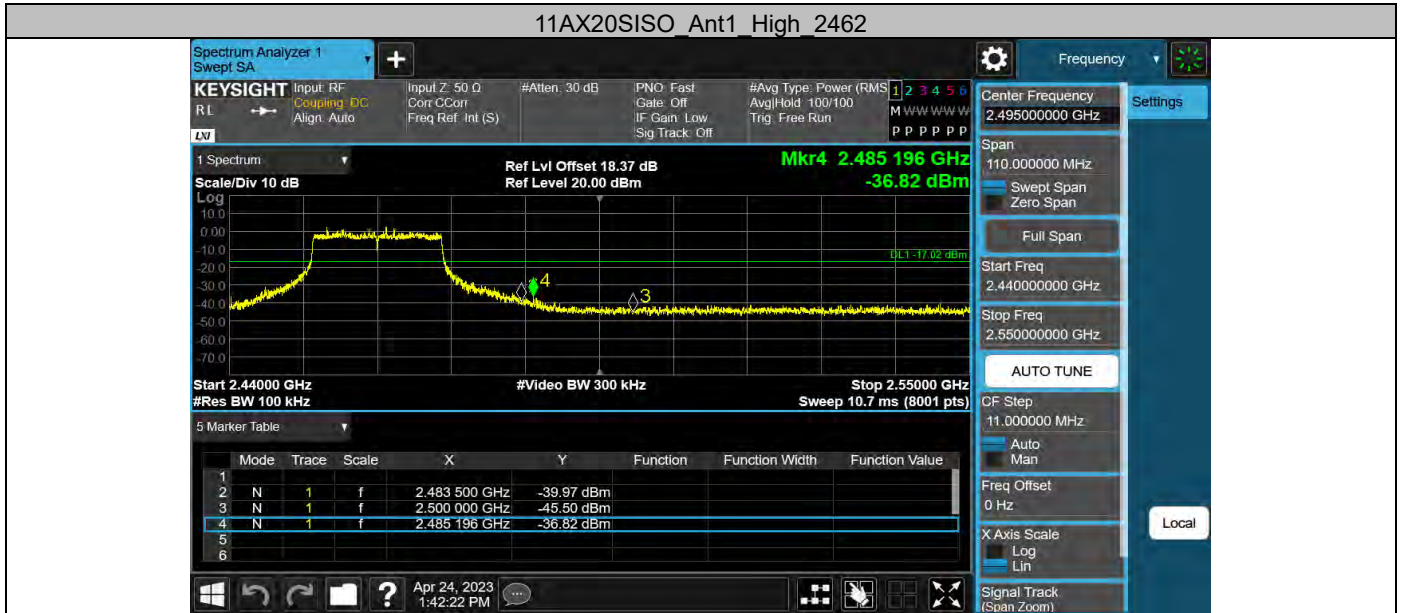 11AX20SISO_Ant1_High_2462
Spectrum Analyzer 1
Swept SA
+
Frequency
KEYSIGHT
RL
LXI
Input: RF
Coupling: DC
Align: Auto
Input Z: 50 Ω
Corr CCorr
Freq Ref: Int (S)
#Atten: 30 dB
PNO: Fast
Gate: Off
IF Gain: Low
Sig Track: Off
#Avg Type: Power (RMS
Avg|Hold: 100/100
Trig: Free Run
1 2 3 4 5 6
M W W W W W
P P P P P P
Center Frequency
2.495000000 GHz
Settings
Span
110.000000 MHz
Swept Span
Zero Span
Full Span
Start Freq
2.440000000 GHz
Stop Freq
2.550000000 GHz
AUTO TUNE
CF Step
11.000000 MHz
Auto
Man
Freq Offset
0 Hz
X Axis Scale
Log
Lin
Signal Track
(Span Zoom)
Local
1 Spectrum
Scale/Div 10 dB
Log
Ref Lvl Offset 18.37 dB
Ref Level 20.00 dBm
Mkr4 2.485 196 GHz
-36.82 dBm
10.0
0.00
-10.0
-20.0
-30.0
-40.0
-50.0
-60.0
-70.0
DL1 -17.02 dBm
4
3
Start 2.44000 GHz
#Res BW 100 kHz
#Video BW 300 kHz
Stop 2.55000 GHz
Sweep 10.7 ms (8001 pts)
5 Marker Table
Mode Trace Scale X Y Function Function Width Function Value
1
2 N 1 f 2.483 500 GHz -39.97 dBm
3 N 1 f 2.500 000 GHz -45.50 dBm
4 N 1 f 2.485 196 GHz -36.82 dBm
5
6
?
Apr 24, 2023
1:42:22 PM